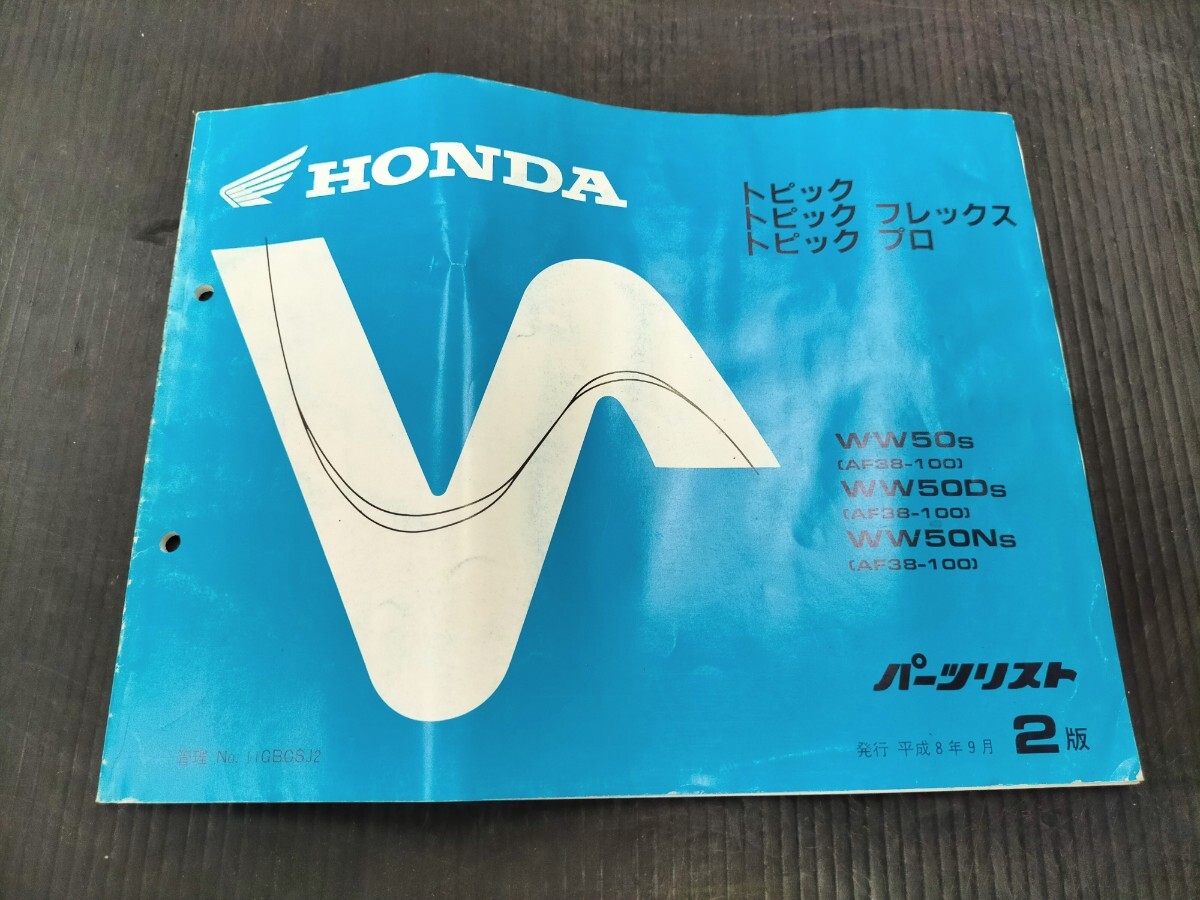 HONDA
トピック
トピック フレックス
トピック プロ
WW50s
(AF38-100)
WW50Ds
(AF38-100)
WW50Ns
(AF38-100)
パーツリスト
管理 No. 11GBGSJ2
発行 平成8年9月 2版